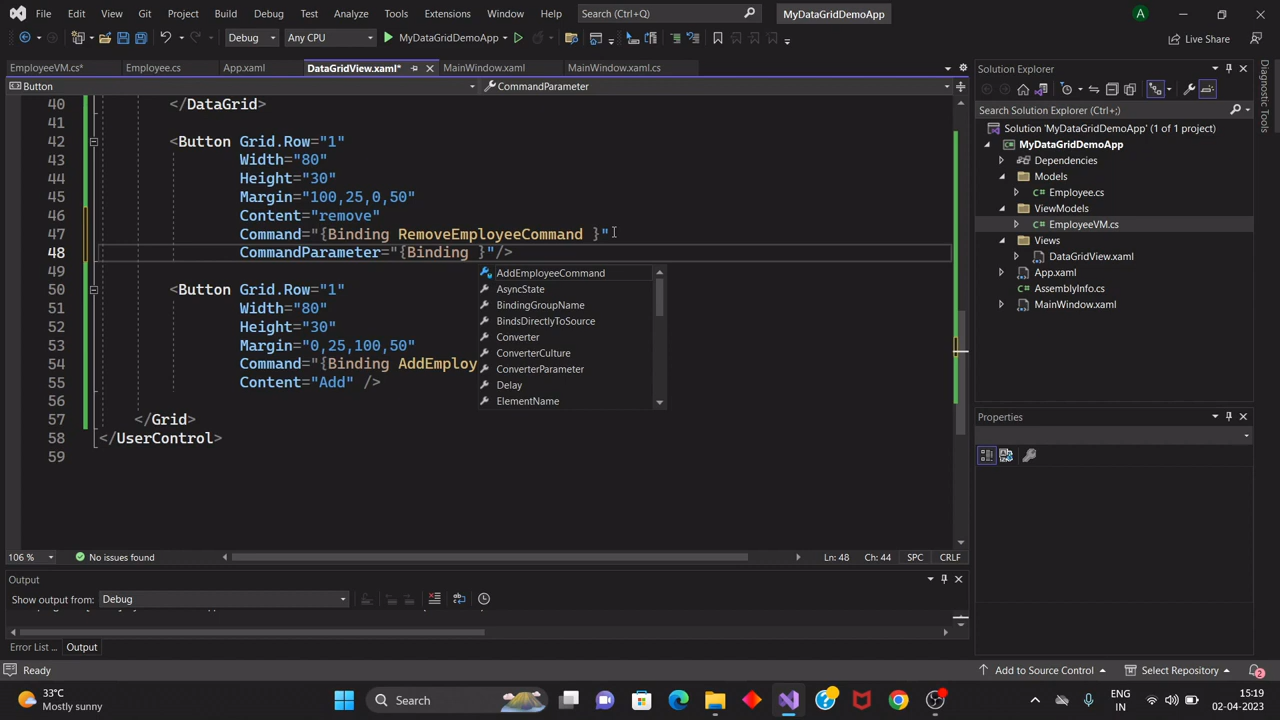 File Edit View Git Project Build Debug Test Analyze Tools Extensions Window Help Search (Ctrl+Q) MyDataGridDemoApp A
Debug Any CPU MyDataGridDemoApp Live Share
EmployeeVM.cs* Employee.cs App.xaml DataGridView.xaml* MainWindow.xaml MainWindow.xaml.cs
Button CommandParameter
40 </DataGrid>
41
42 <Button Grid.Row="1"
43 Width="80"
44 Height="30"
45 Margin="100,25,0,50"
46 Content="remove"
47 Command="{Binding RemoveEmployeeCommand }"
48 CommandParameter="{Binding }"/>
49
50 <Button Grid.Row="1"
51 Width="80"
52 Height="30"
53 Margin="0,25,100,50"
54 Command="{Binding AddEmploy
55 Content="Add" />
56
57 </Grid>
58 </UserControl>
59
AddEmployeeCommand
AsyncState
BindingGroupName
BindsDirectlyToSource
Converter
ConverterCulture
ConverterParameter
Delay
ElementName
106 % No issues found Ln: 48 Ch: 44 SPC CRLF
Output
Show output from: Debug
Error List ... Output
Solution Explorer
Search Solution Explorer (Ctrl+;)
Solution 'MyDataGridDemoApp' (1 of 1 project)
MyDataGridDemoApp
Dependencies
Models
Employee.cs
ViewModels
EmployeeVM.cs
Views
DataGridView.xaml
App.xaml
AssemblyInfo.cs
MainWindow.xaml
Properties
Diagnostic Tools
Ready Add to Source Control Select Repository 2
33°C
Mostly sunny
Search
ENG
IN
15:19
02-04-2023